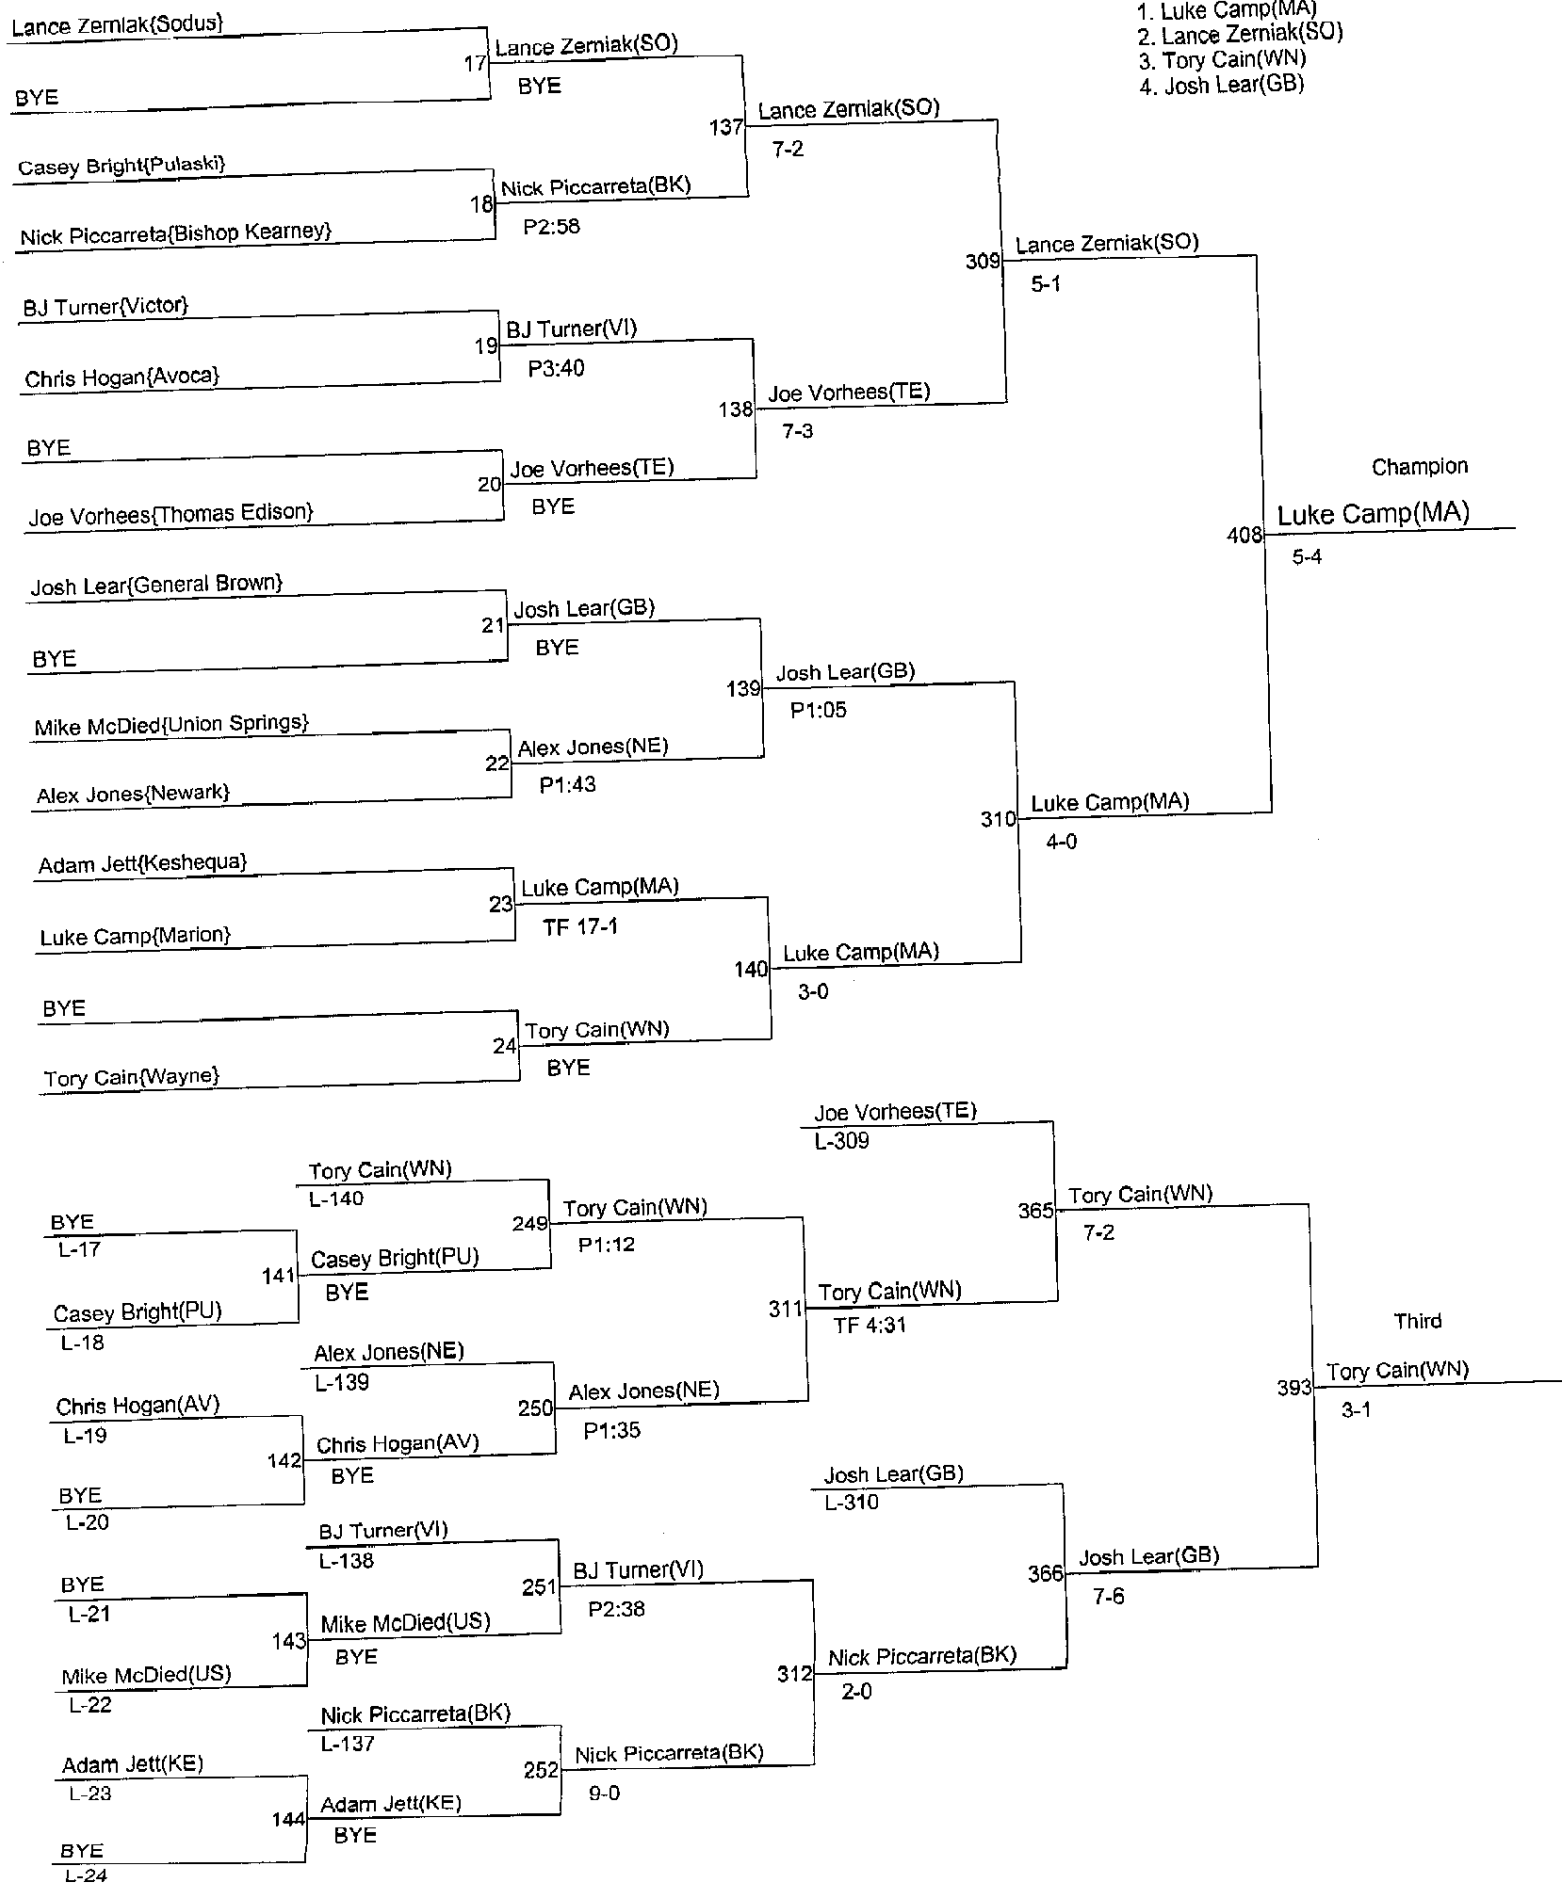 1. Luke Camp(MA)
2. Lance Zerniak(SO)
3. Tory Cain(WN)
4. Josh Lear(GB)
Lance Zerniak{Sodus}
17
BYE
Lance Zerniak(SO)
BYE
Casey Bright{Pulaski}
18
Nick Piccarreta{Bishop Kearney}
Nick Piccarreta(BK)
P2:58
137
Lance Zerniak(SO)
7-2
BJ Turner{Victor}
19
Chris Hogan{Avoca}
BJ Turner(VI)
P3:40
BYE
20
Joe Vorhees{Thomas Edison}
Joe Vorhees(TE)
BYE
138
Joe Vorhees(TE)
7-3
309
Lance Zerniak(SO)
5-1
Josh Lear{General Brown}
21
BYE
Josh Lear(GB)
BYE
Mike McDied{Union Springs}
22
Alex Jones{Newark}
Alex Jones(NE)
P1:43
139
Josh Lear(GB)
P1:05
Adam Jett{Keshequa}
23
Luke Camp{Marion}
Luke Camp(MA)
TF 17-1
BYE
24
Tory Cain{Wayne}
Tory Cain(WN)
BYE
140
Luke Camp(MA)
3-0
310
Luke Camp(MA)
4-0
Champion
408
Luke Camp(MA)
5-4
BYE
L-17
141
Casey Bright(PU)
L-18
Tory Cain(WN)
L-140
249
Casey Bright(PU)
BYE
Tory Cain(WN)
P1:12
Chris Hogan(AV)
L-19
142
BYE
L-20
Alex Jones(NE)
L-139
250
Chris Hogan(AV)
BYE
Alex Jones(NE)
P1:35
311
Tory Cain(WN)
TF 4:31
Joe Vorhees(TE)
L-309
365
Tory Cain(WN)
7-2
BYE
L-21
143
Mike McDied(US)
L-22
BJ Turner(VI)
L-138
251
Mike McDied(US)
BYE
BJ Turner(VI)
P2:38
Adam Jett(KE)
L-23
144
BYE
L-24
Nick Piccarreta(BK)
L-137
252
Adam Jett(KE)
BYE
Nick Piccarreta(BK)
9-0
312
Nick Piccarreta(BK)
2-0
Josh Lear(GB)
L-310
366
Josh Lear(GB)
7-6
Third
393
Tory Cain(WN)
3-1